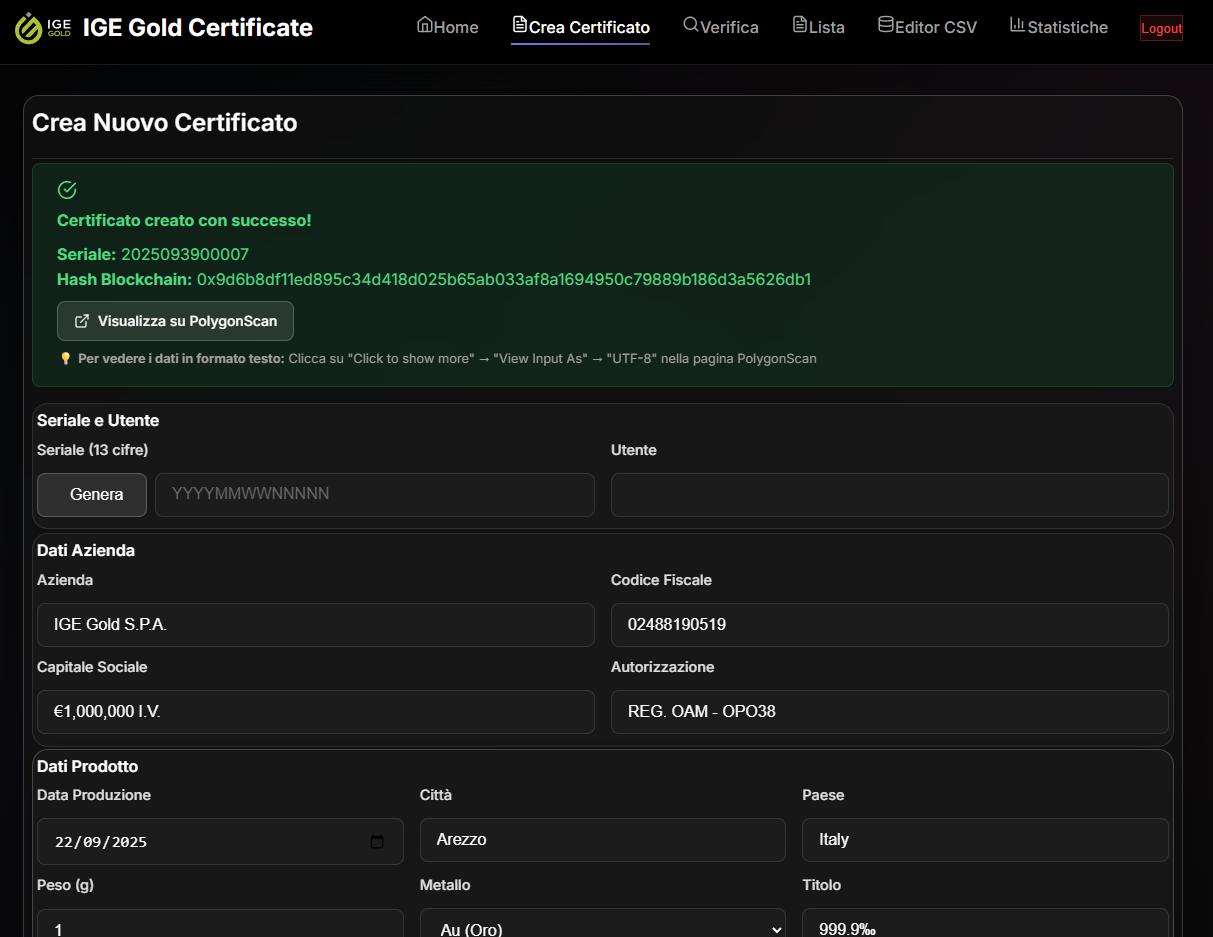 IGE GOLD IGE Gold Certificate Home Crea Certificato Verifica Lista Editor CSV Statistiche Logout
Crea Nuovo Certificato
Certificato creato con successo!
Seriale: 2025093900007
Hash Blockchain: 0x9d6b8df11ed895c34d418d025b65ab033af8a1694950c79889b186d3a5626db1
Visualizza su PolygonScan
Per vedere i dati in formato testo: Clicca su "Click to show more" → "View Input As" → "UTF-8" nella pagina PolygonScan
Seriale e Utente
Seriale (13 cifre) Utente
Genera YYYYMMWWNNNNN
Dati Azienda
Azienda Codice Fiscale
IGE Gold S.P.A. 02488190519
Capitale Sociale Autorizzazione
€1,000,000 I.V. REG. OAM - OPO38
Dati Prodotto
Data Produzione Città Paese
22/09/2025 Arezzo Italy
Peso (g) Metallo Titolo
1 Au (Oro) 999.9‰